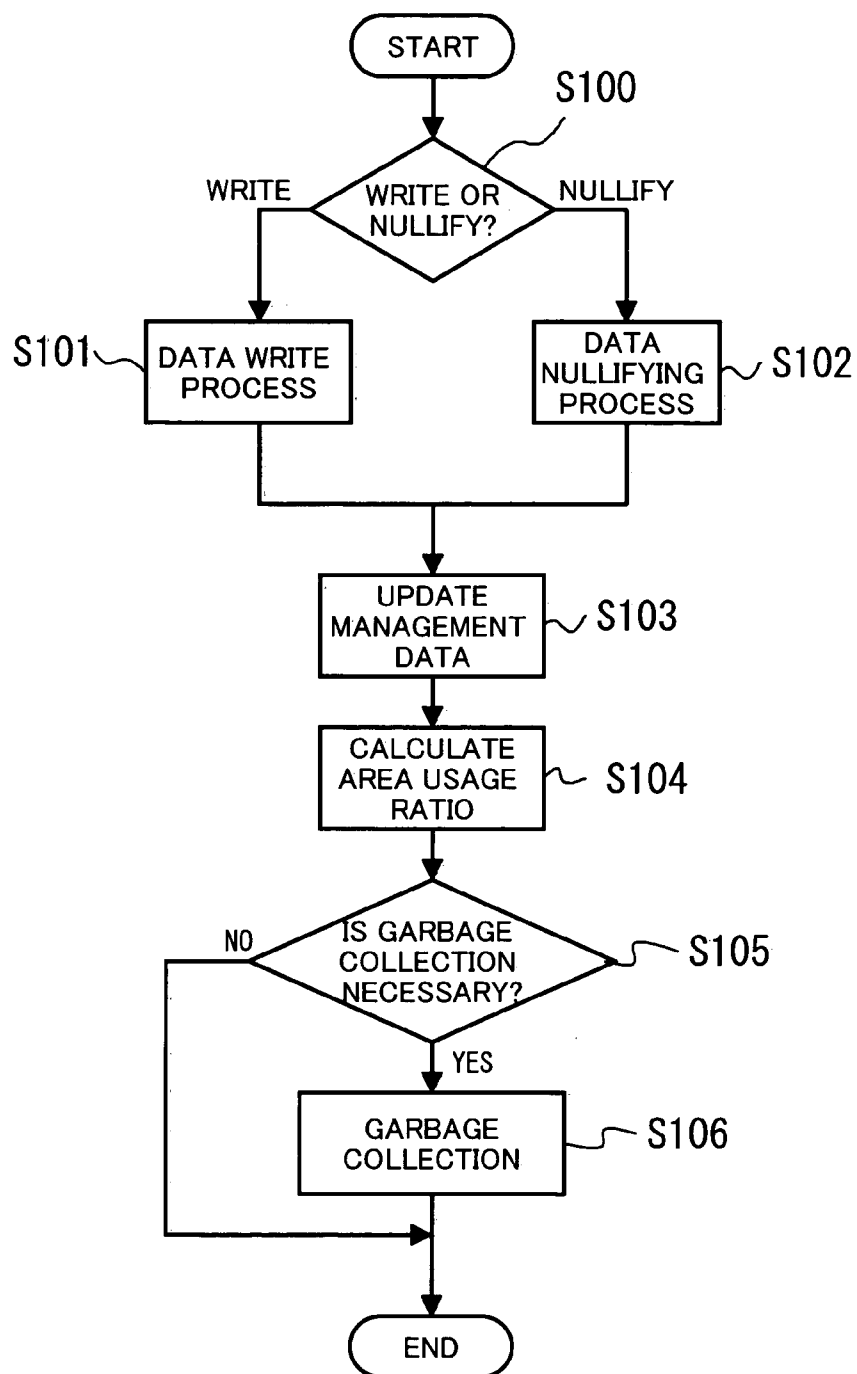 START
S100
WRITE
WRITE OR
NULLIFY?
NULLIFY
S101
DATA WRITE
PROCESS
DATA
NULLIFYING
PROCESS
S102
UPDATE
MANAGEMENT
DATA
S103
CALCULATE
AREA USAGE
RATIO
S104
NO
IS GARBAGE
COLLECTION
NECESSARY?
S105
YES
GARBAGE
COLLECTION
S106
END